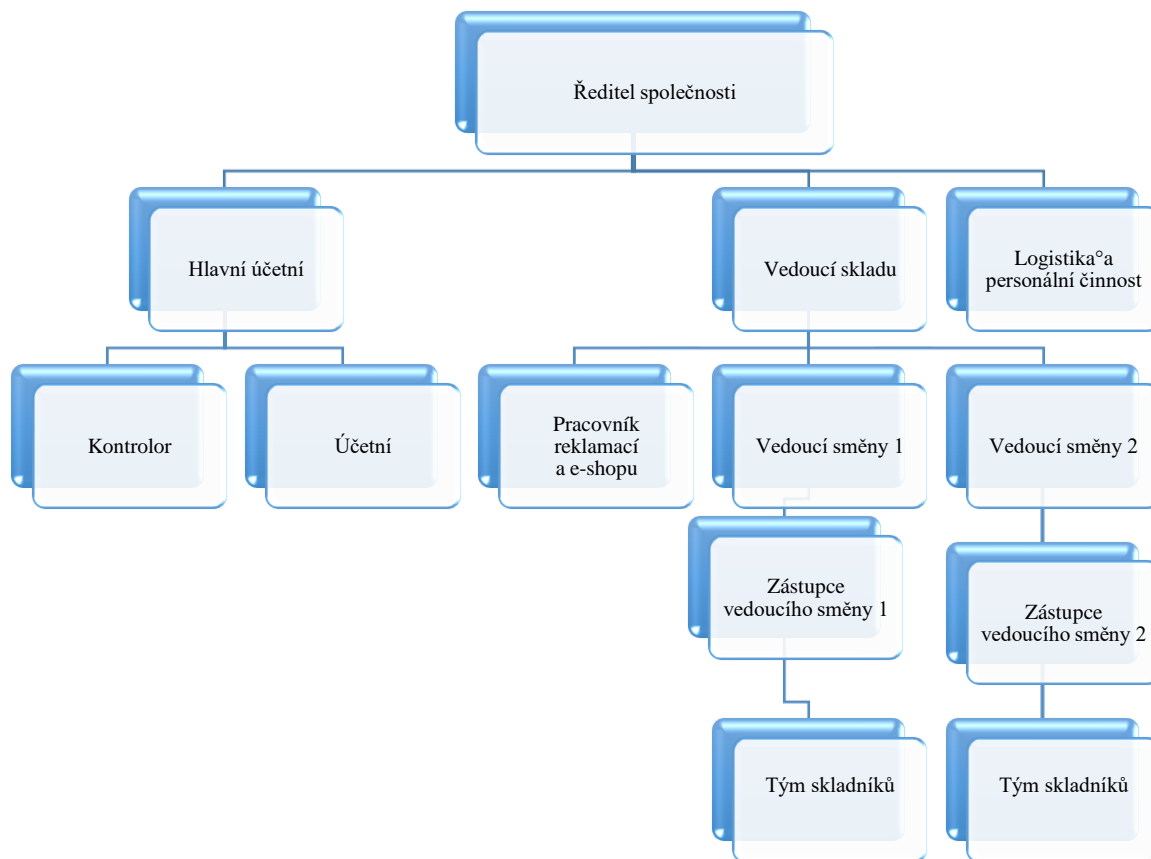 Ředitel společnosti
Hlavní účetní
Vedoucí skladu
Logistika°a
personální činnost
Kontrolor
Účetní
Pracovník
reklamací
a e-shopu
Vedoucí směny 1
Vedoucí směny 2
Zástupce
vedoucího směny 1
Zástupce
vedoucího směny 2
Tým skladníků
Tým skladníků